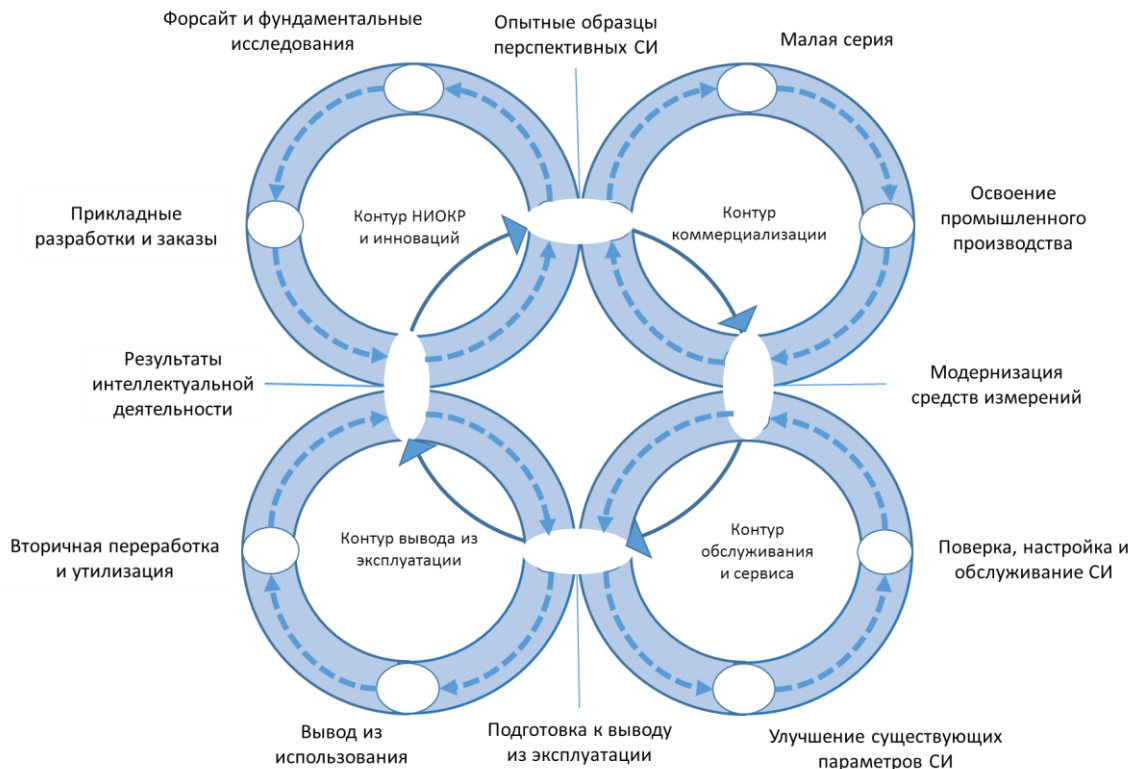 Форсайт и фундаментальные
исследования
Опытные образцы
перспективных СИ
Малая серия
Прикладные
разработки и заказы
Контур НИОКР
и инноваций
Контур
коммерциализации
Освоение
промышленного
производства
Результаты
интеллектуальной
деятельности
Модернизация
средств измерений
Вторичная переработка
и утилизация
Контур вывода из
эксплуатации
Контур
обслуживания
и сервиса
Поверка, настройка и
обслуживание СИ
Вывод из
использования
Подготовка к выводу
из эксплуатации
Улучшение существующих
параметров СИ